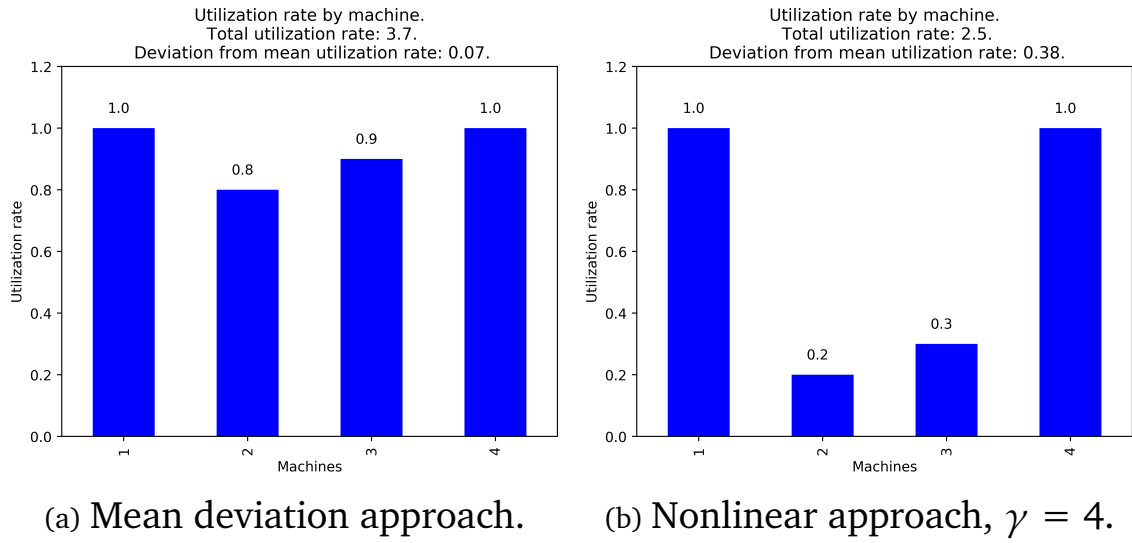 Utilization rate by machine.
Total utilization rate: 3.7.
Deviation from mean utilization rate: 0.07.
1.2
1.0
0.8
0.6
0.4
0.2
0.0
Utilization rate
1.0
0.8
0.9
1.0
1
2
3
4
Machines
(a) Mean deviation approach.
Utilization rate by machine.
Total utilization rate: 2.5.
Deviation from mean utilization rate: 0.38.
1.2
1.0
0.8
0.6
0.4
0.2
0.0
Utilization rate
1.0
0.2
0.3
1.0
1
2
3
4
Machines
(b) Nonlinear approach, γ = 4.